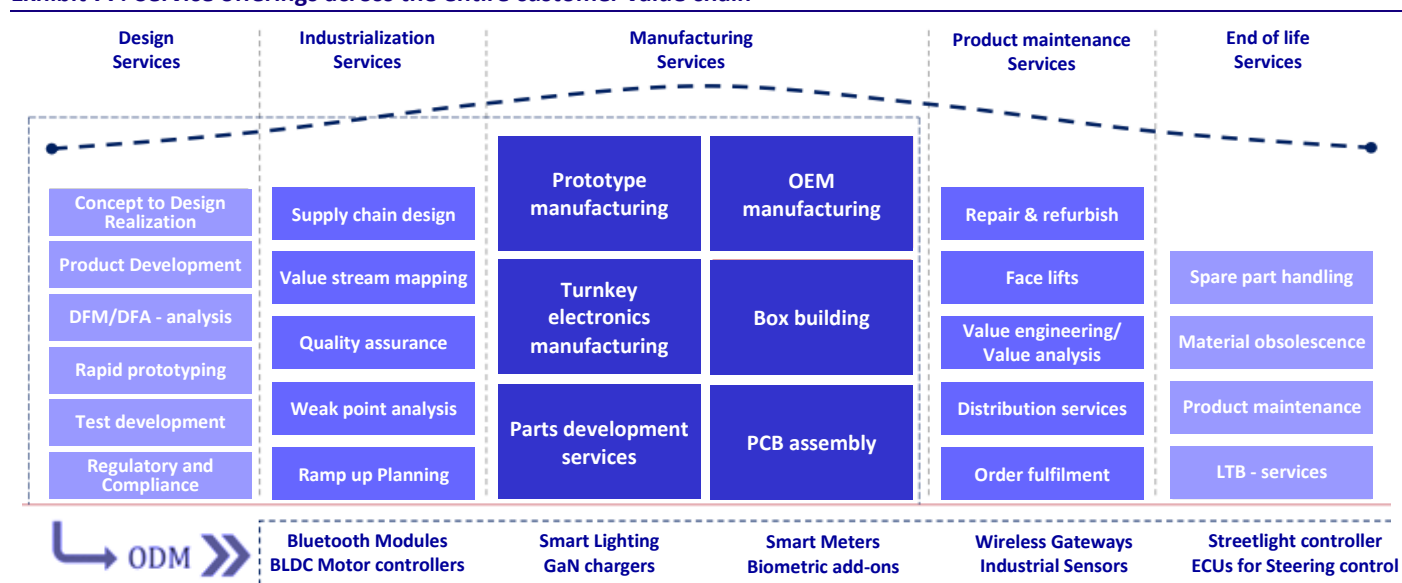 Design
Services
Industrialization
Services
Manufacturing
Services
Product maintenance
Services
End of life
Services
Concept to Design
Realization
Product Development
DFM/DFA - analysis
Rapid prototyping
Test development
Regulatory and
Compliance
Supply chain design
Value stream mapping
Quality assurance
Weak point analysis
Ramp up Planning
Prototype
manufacturing
OEM
manufacturing
Turnkey
electronics
manufacturing
Box building
Parts development
services
PCB assembly
Repair & refurbish
Face lifts
Value engineering/
Value analysis
Distribution services
Order fulfilment
Spare part handling
Material obsolescence
Product maintenance
LTB - services
ODM
Bluetooth Modules
BLDC Motor controllers
Smart Lighting
GaN chargers
Smart Meters
Biometric add-ons
Wireless Gateways
Industrial Sensors
Streetlight controller
ECUs for Steering control